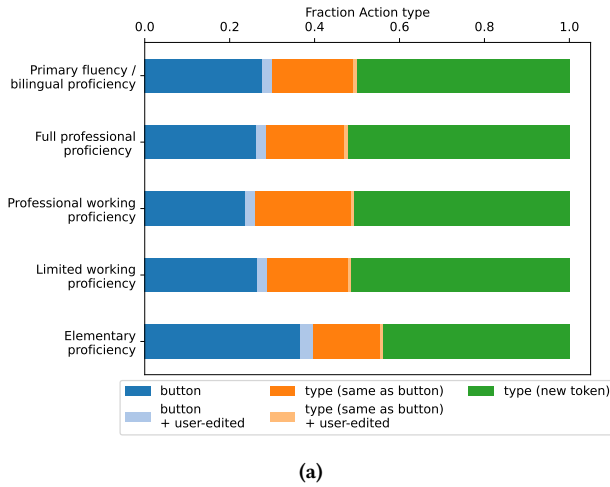 Fraction Action type
0.0 0.2 0.4 0.6 0.8 1.0
Primary fluency /
bilingual proficiency
Full professional
proficiency
Professional working
proficiency
Limited working
proficiency
Elementary
proficiency
button
button
+ user-edited
type (same as button)
type (same as button)
+ user-edited
type (new token)
(a)